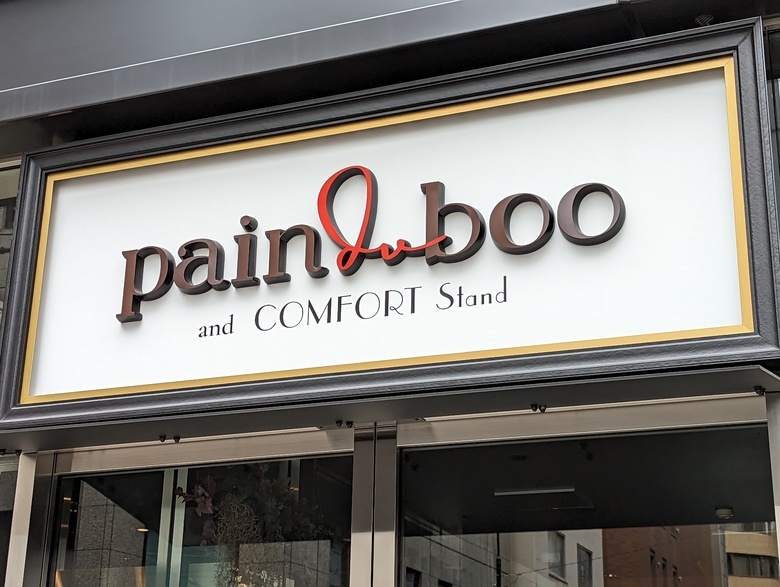 pain du boo
and COMFORT Stand